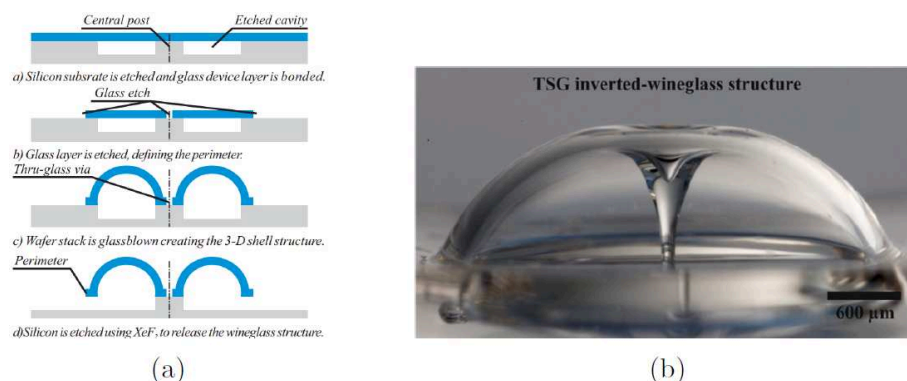 Central post
Etched cavity
a) Silicon subsrate is etched and glass device layer is bonded.
Glass etch
b) Glass layer is etched, defining the perimeter.
Thru-glass via
c) Wafer stack is glassblown creating the 3-D shell structure.
Perimeter
d)Silicon is etched using XeF₂ to release the wineglass structure.
(a)
TSG inverted-wineglass structure
600 µm
(b)